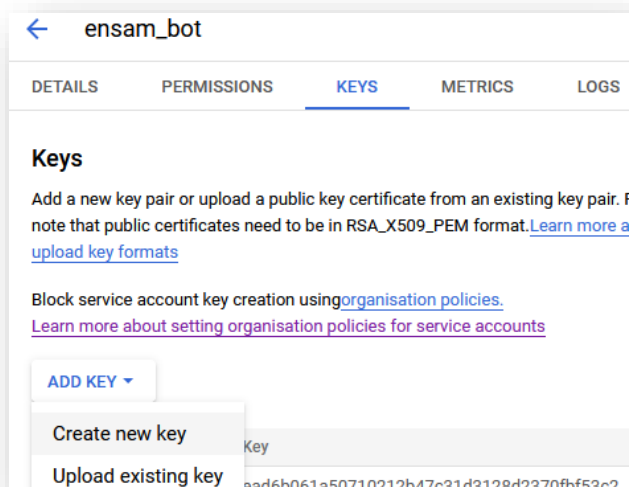 ensam_bot
DETAILS PERMISSIONS KEYS METRICS LOGS
Keys
Add a new key pair or upload a public key certificate from an existing key pair.
note that public certificates need to be in RSA_X509_PEM format.Learn more
upload key formats
Block service account key creation usingorganisation policies.
Learn more about setting organisation policies for service accounts
ADD KEY
Create new key
Key
Upload existing key